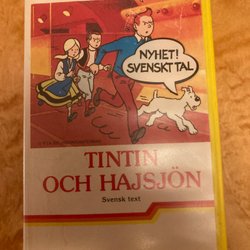 NYHET!
SVENSKT TAL
TINTIN
OCH HAJSJÖN
Svensk text